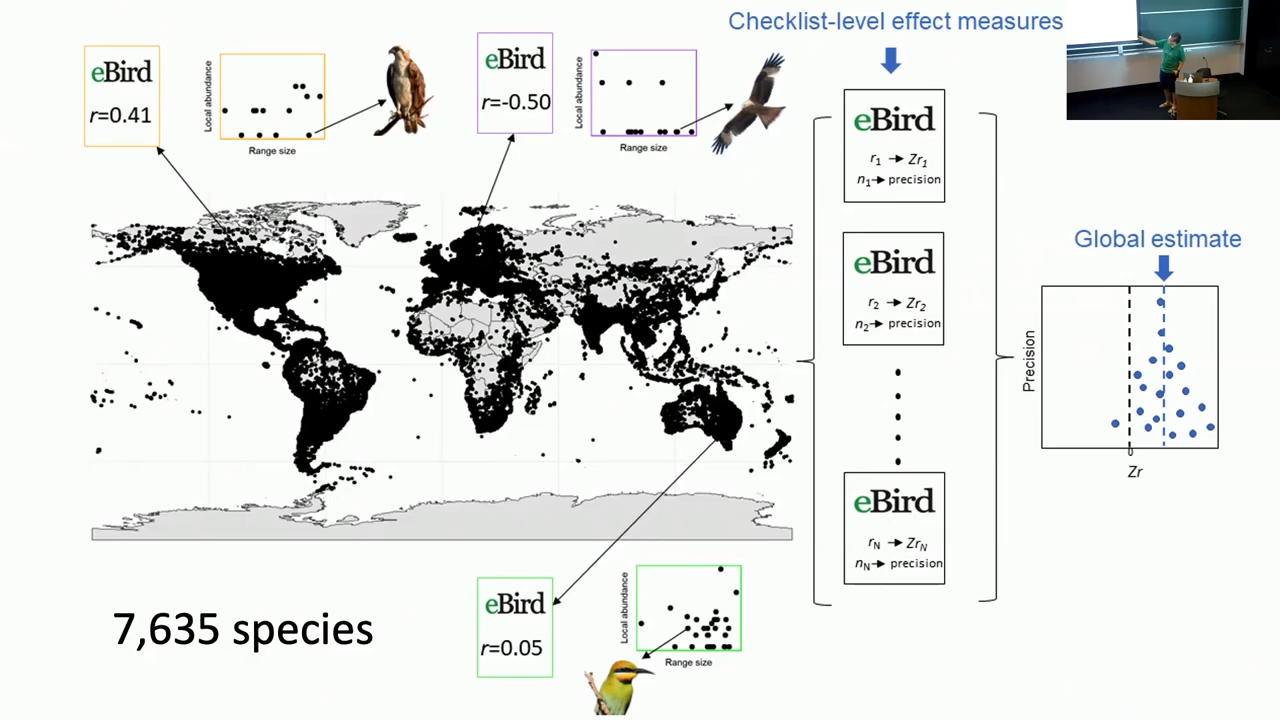 Checklist-level effect measures
eBird
r=0.41
Local abundance
Range size
eBird
r=-0.50
Local abundance
Range size
eBird
r1 → Zr1
n1→ precision
eBird
r2 → Zr2
n2→ precision
eBird
rN → ZrN
nN→ precision
Global estimate
Precision
0
Zr
eBird
r=0.05
Local abundance
Range size
7,635 species